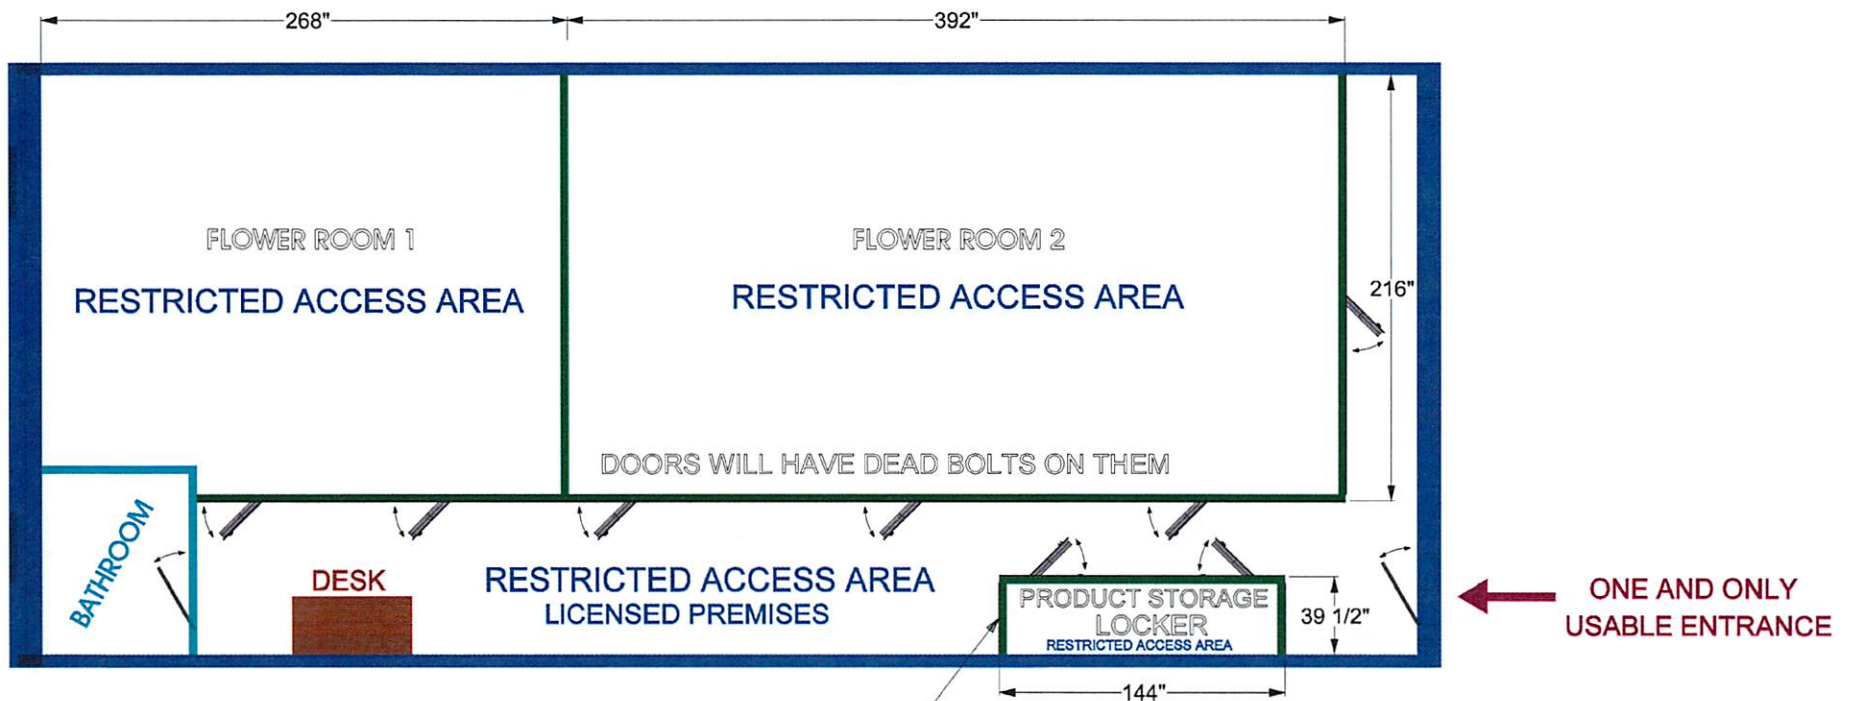 268"
392"
FLOWER ROOM 1
RESTRICTED ACCESS AREA
FLOWER ROOM 2
RESTRICTED ACCESS AREA
216"
DOORS WILL HAVE DEAD BOLTS ON THEM
BATHROOM
DESK
RESTRICTED ACCESS AREA
LICENSED PREMISES
PRODUCT STORAGE
LOCKER
RESTRICTED ACCESS AREA
39 1/2"
144"
ONE AND ONLY
USABLE ENTRANCE